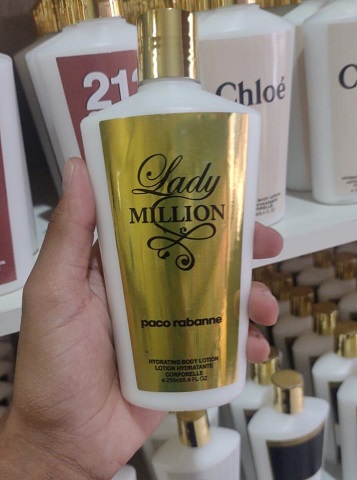 212
Chloé
C
Lady
MILLION
paco rabanne
HYDRATING BODY LOTION
LOTION HYDRATANTE
CORPORELLE